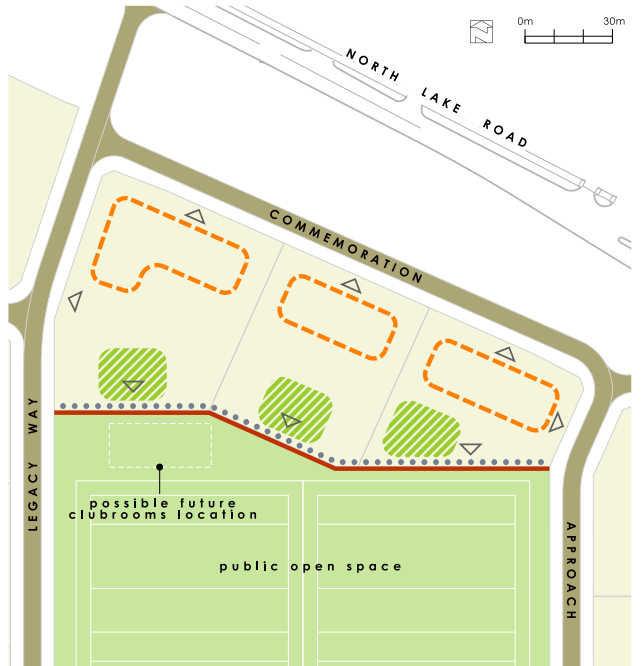 0m 30m
NORTH LAKE ROAD
COMMEMORATION
LEGACY WAY
possible future
clubrooms location
public open space
APPROACH